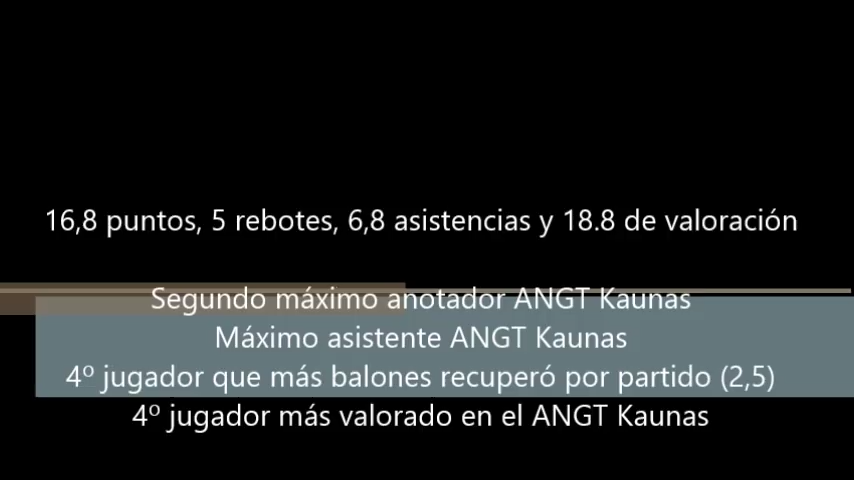 16,8 puntos, 5 rebotes, 6,8 asistencias y 18.8 de valoración
Segundo máximo anotador ANGT Kaunas
Máximo asistente ANGT Kaunas
4º jugador que más balones recuperó por partido (2,5)
4º jugador más valorado en el ANGT Kaunas